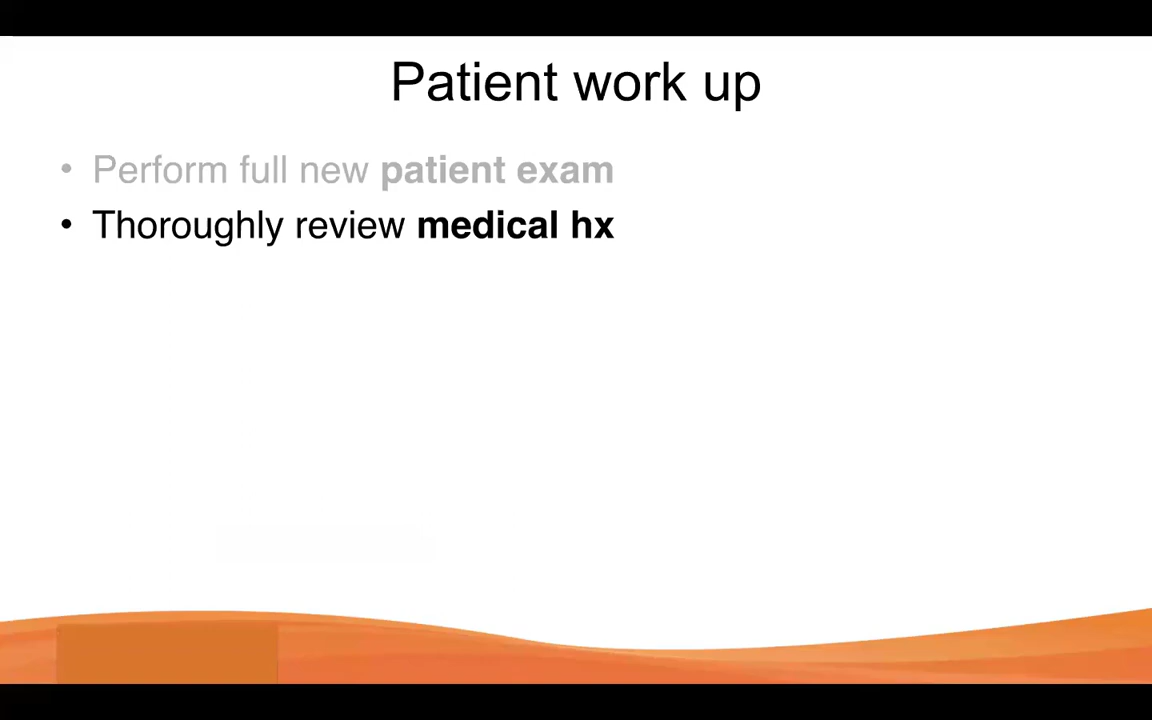 Patient work up
• Perform full new patient exam
• Thoroughly review medical hx